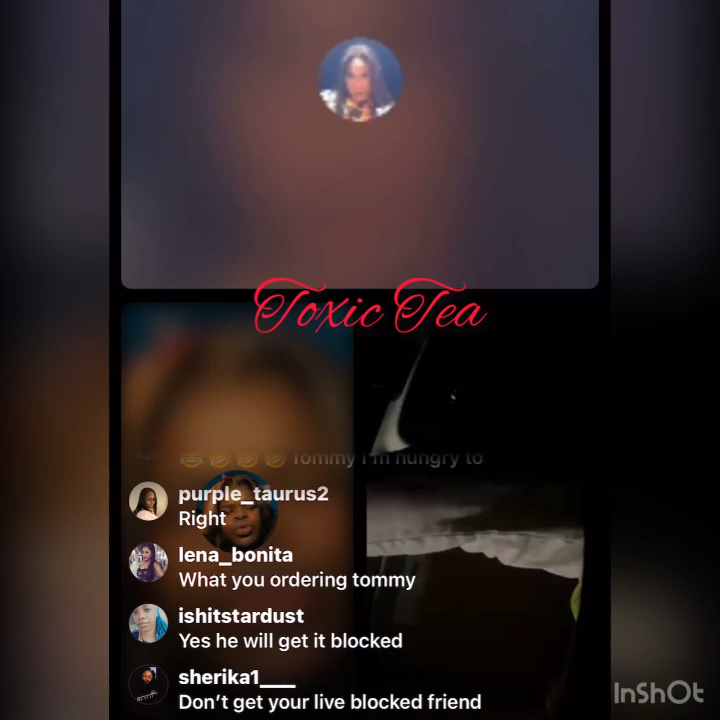 Toxic Tea
Tommy I'm hungry to
purple_taurus2
Right
lena_bonita
What you ordering tommy
ishitstardust
Yes he will get it blocked
sherika1___
Don't get your live blocked friend
InShOt